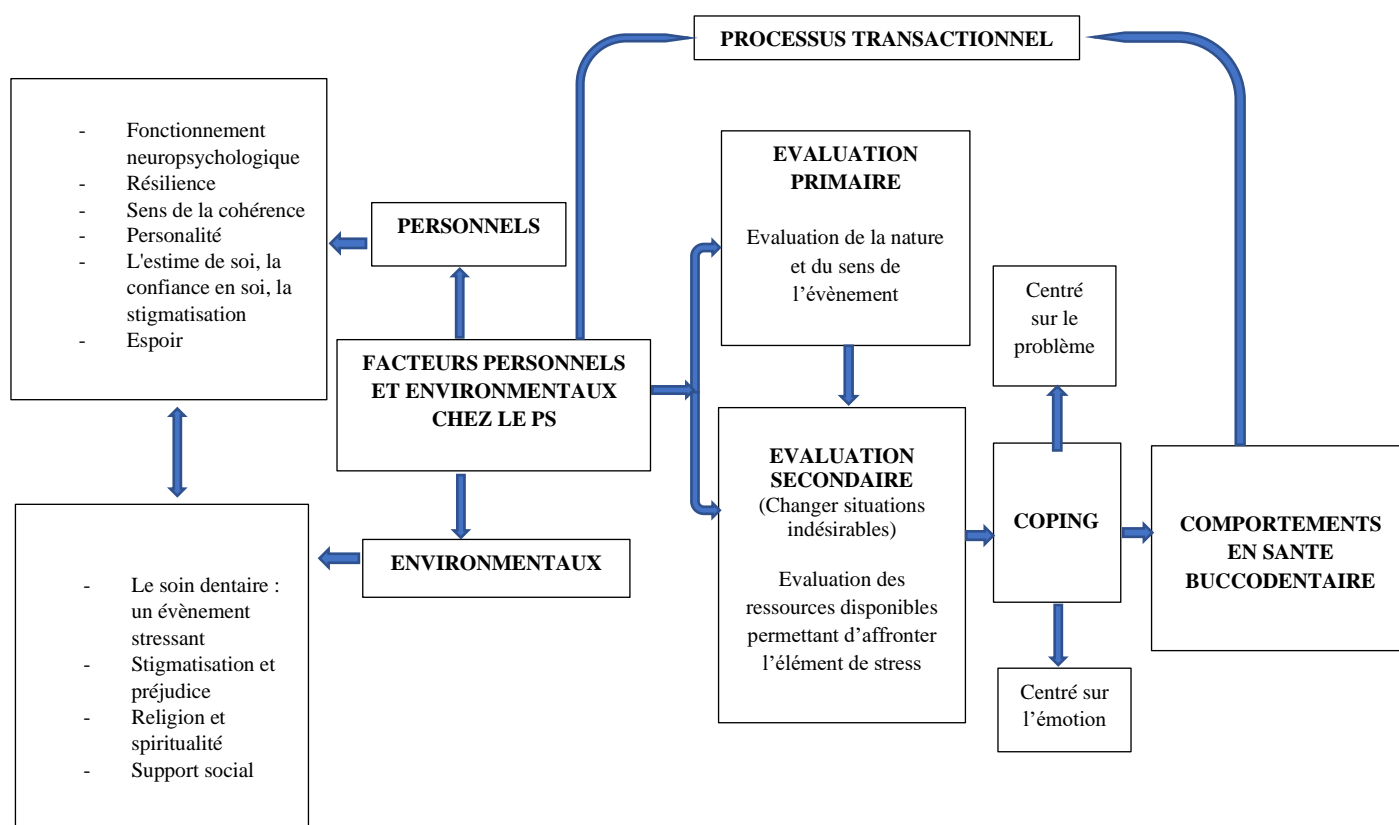 PROCESSUS TRANSACTIONNEL
- Fonctionnement
neuropsychologique
- Résilience
- Sens de la cohérence
- Personalité
- L'estime de soi, la
confiance en soi, la
stigmatisation
- Espoir
PERSONNELS
FACTEURS PERSONNELS
ET ENVIRONMENTAUX
CHEZ LE PS
ENVIRONMENTAUX
- Le soin dentaire :
un évènement
stressant
- Stigmatisation et
préjudice
- Religion et
spiritualité
- Support social
EVALUATION
PRIMAIRE
Evaluation de la nature
et du sens de
l’évènement
EVALUATION
SECONDAIRE
(Changer situations
indésirables)
Evaluation des
ressources disponibles
permettant d’affronter
l’élément de stress
Centré
sur le
problème
COPING
Centré sur
l’émotion
COMPORTEMENTS
EN SANTE
BUCCODENTAIRE